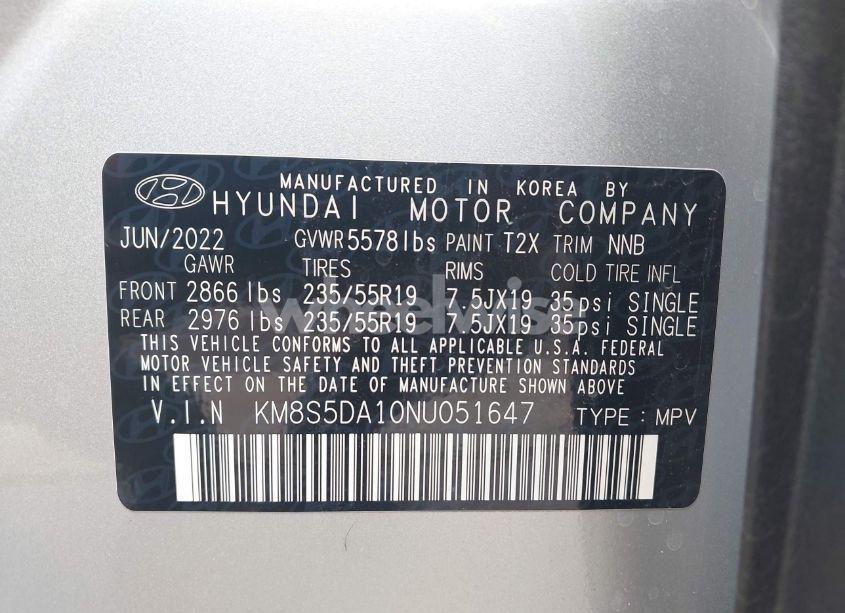 MANUFACTURED IN KOREA BY
HYUNDAI MOTOR COMPANY
JUN/2022 GVWR 5578lbs PAINT T2X TRIM NNB
GAWR TIRES RIMS COLD TIRE INFL
FRONT 2866 lbs 235/55R19 7.5JX19 35psi SINGLE
REAR 2976 lbs 235/55R19 7.5JX19 35psi SINGLE
THIS VEHICLE CONFORMS TO ALL APPLICABLE U.S.A. FEDERAL
MOTOR VEHICLE SAFETY AND THEFT PREVENTION STANDARDS
IN EFFECT ON THE DATE OF MANUFACTURE SHOWN ABOVE
V.I.N KM8S5DA10NU051647 TYPE : MPV
wheelwise